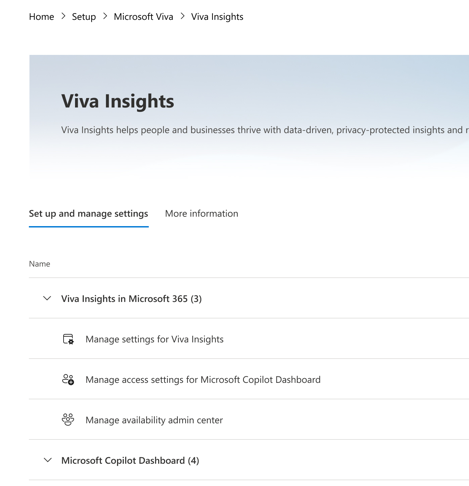 Home > Setup > Microsoft Viva > Viva Insights
Viva Insights
Viva Insights helps people and businesses thrive with data-driven, privacy-protected insights and r
Set up and manage settings More information
Name
Viva Insights in Microsoft 365 (3)
Manage settings for Viva Insights
Manage access settings for Microsoft Copilot Dashboard
Manage availability admin center
Microsoft Copilot Dashboard (4)